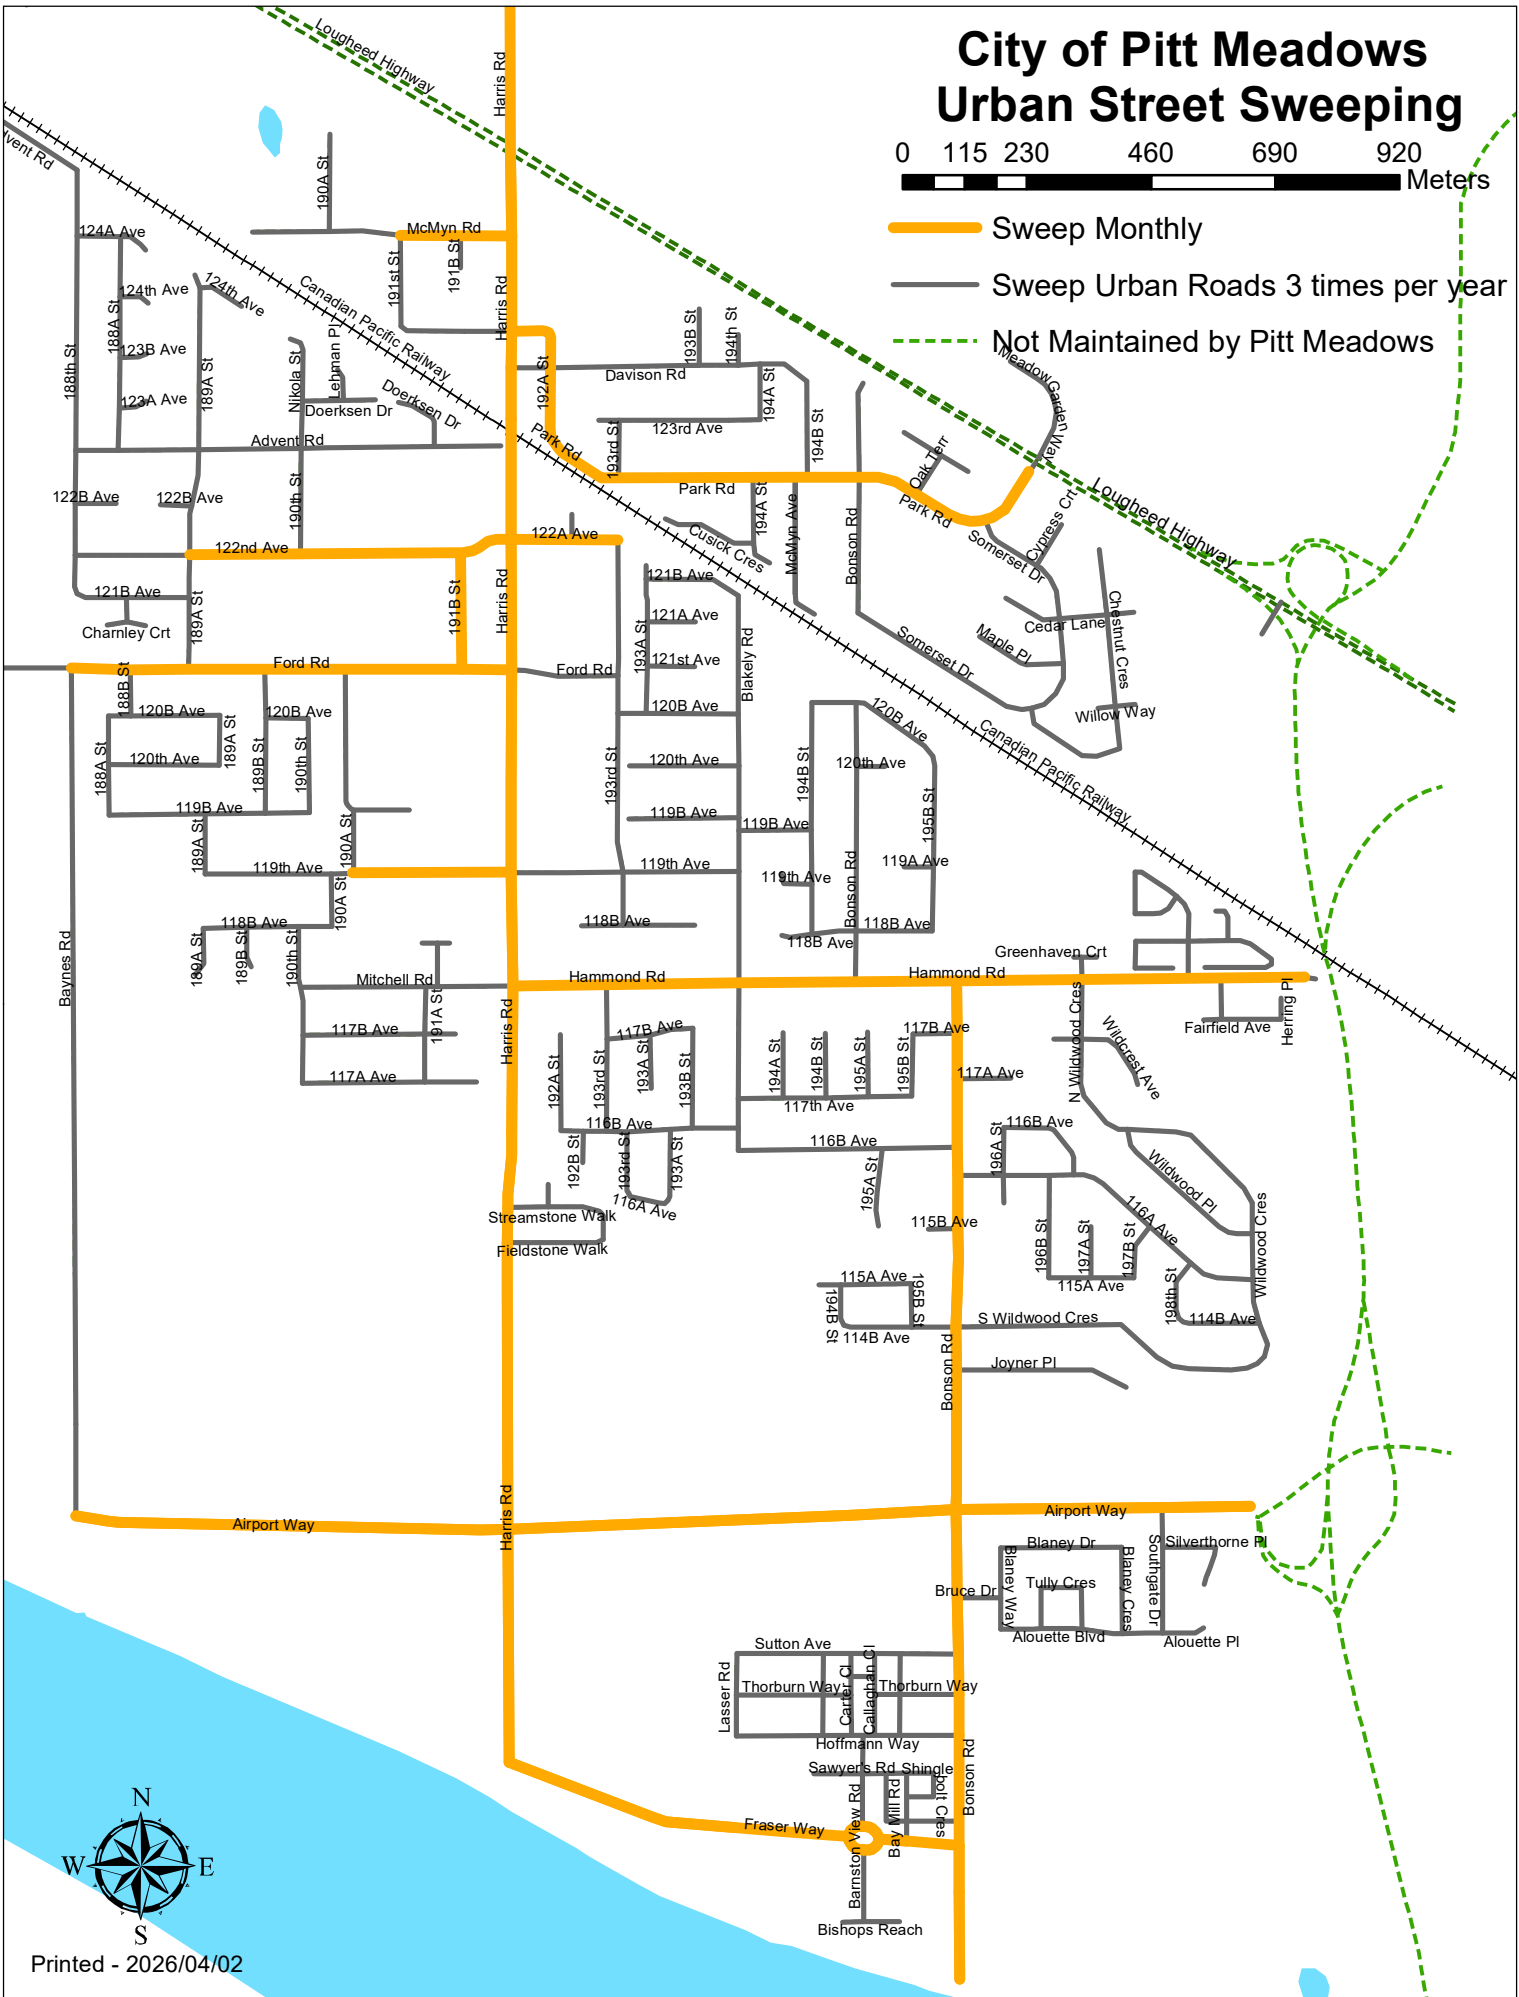 City of Pitt Meadows
Urban Street Sweeping
0 115 230 460 690 920
Meters
Sweep Monthly
Sweep Urban Roads 3 times per year
Not Maintained by Pitt Meadows
Lougheed Highway
Harris Rd
vent Rd
190A St
McMyn Rd
124A Ave
191st St
191B St
124th Ave
124th Ave
188A St
Canadian Pacific Railway
Harris Rd
193B St
194th St
123B Ave
188th St
189A St
Nikola St
Lehman Pl
Davison Rd
192A St
194A St
Meadow Garden Way
123A Ave
Doerksen Dr
Doerksen Dr
123rd Ave
194B St
Advent Rd
Park Rd
193rd St
Oak Terr
122B Ave
122B Ave
190th St
Park Rd
194A St
Park Rd
Lougheed Highway
122nd Ave
122A Ave
Cusick Cres
McMyn Ave
Bonson Rd
Somerset Dr
Cypress Crt
121B Ave
189A St
191B St
Harris Rd
121B Ave
121A Ave
Charnley Crt
193A St
121st Ave
Blakely Rd
Somerset Dr
Maple Pl
Cedar Lane
Chestnut Cres
Ford Rd
Ford Rd
188B St
120B Ave
120B Ave
120B Ave
120B Ave
Willow Way
188A St
189A St
120th Ave
189B St
190th St
193rd St
120th Ave
194B St
120th Ave
Canadian Pacific Railway
119B Ave
119B Ave
119B Ave
195B St
189A St
190A St
119th Ave
119th Ave
119th Ave
119A Ave
Bonson Rd
190A St
118B Ave
118B Ave
118B Ave
118B Ave
189A St
189B St
190th St
Baynes Rd
Greenhaven Crt
Mitchell Rd
Hammond Rd
Hammond Rd
191A St
Harris Rd
N Wildwood Cres
Herring Pl
Fairfield Ave
117B Ave
117B Ave
117B Ave
Wildcrest Ave
192A St
193rd St
193A St
193B St
194A St
194B St
195A St
195B St
117A Ave
117A Ave
117th Ave
116B Ave
116B Ave
116B Ave
192B St
193rd St
193A St
195A St
196A St
Wildwood Pl
116A Ave
116A Ave
Streamstone Walk
Fieldstone Walk
115B Ave
196B St
197A St
197B St
Wildwood Cres
115A Ave
115A Ave
194B St
195B St
198th St
114B Ave
114B Ave
S Wildwood Cres
Joyner Pl
Bonson Rd
Harris Rd
Airport Way
Airport Way
Blaney Dr
Silverthorne Pl
Blaney Way
Tully Cres
Blaney Cres
Southgate Dr
Bruce Dr
Alouette Blvd
Alouette Pl
Sutton Ave
Lasser Rd
Thorburn Way
Carter Cl
Callaghan Cl
Thorburn Way
Hoffmann Way
Sawyer's Rd
Shingle
bolt Cres
Bonson Rd
Barnston View Rd
Bay Mill Rd
Fraser Way
Bishops Reach
N
W
E
S
Printed - 2026/04/02